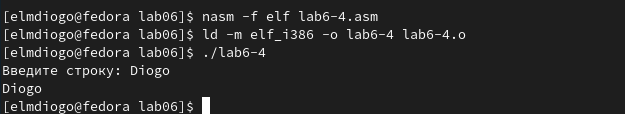 [elmdiogo@fedora lab06]$ nasm -f elf lab6-4.asm
[elmdiogo@fedora lab06]$ ld -m elf_i386 -o lab6-4 lab6-4.o
[elmdiogo@fedora lab06]$ ./lab6-4
Введите строку: Diogo
Diogo
[elmdiogo@fedora lab06]$